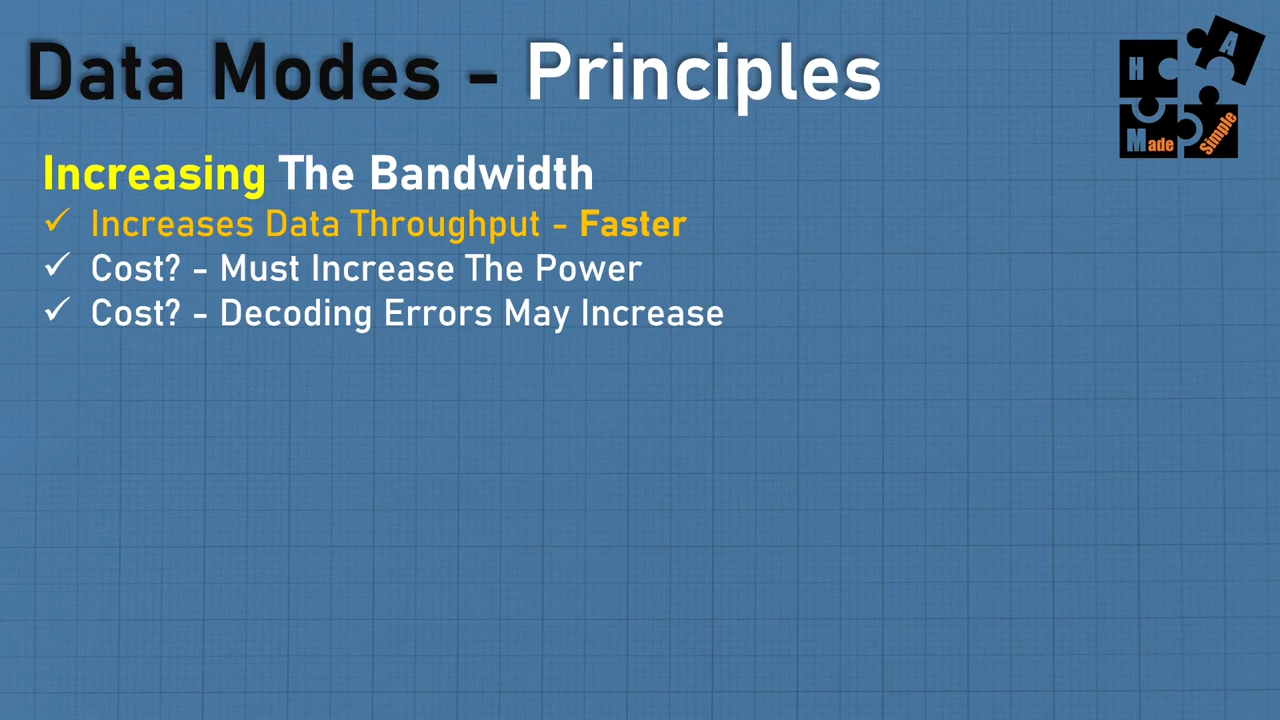 Data Modes - Principles
H A
Made Simple
Increasing The Bandwidth
✓ Increases Data Throughput - Faster
✓ Cost? - Must Increase The Power
✓ Cost? - Decoding Errors May Increase